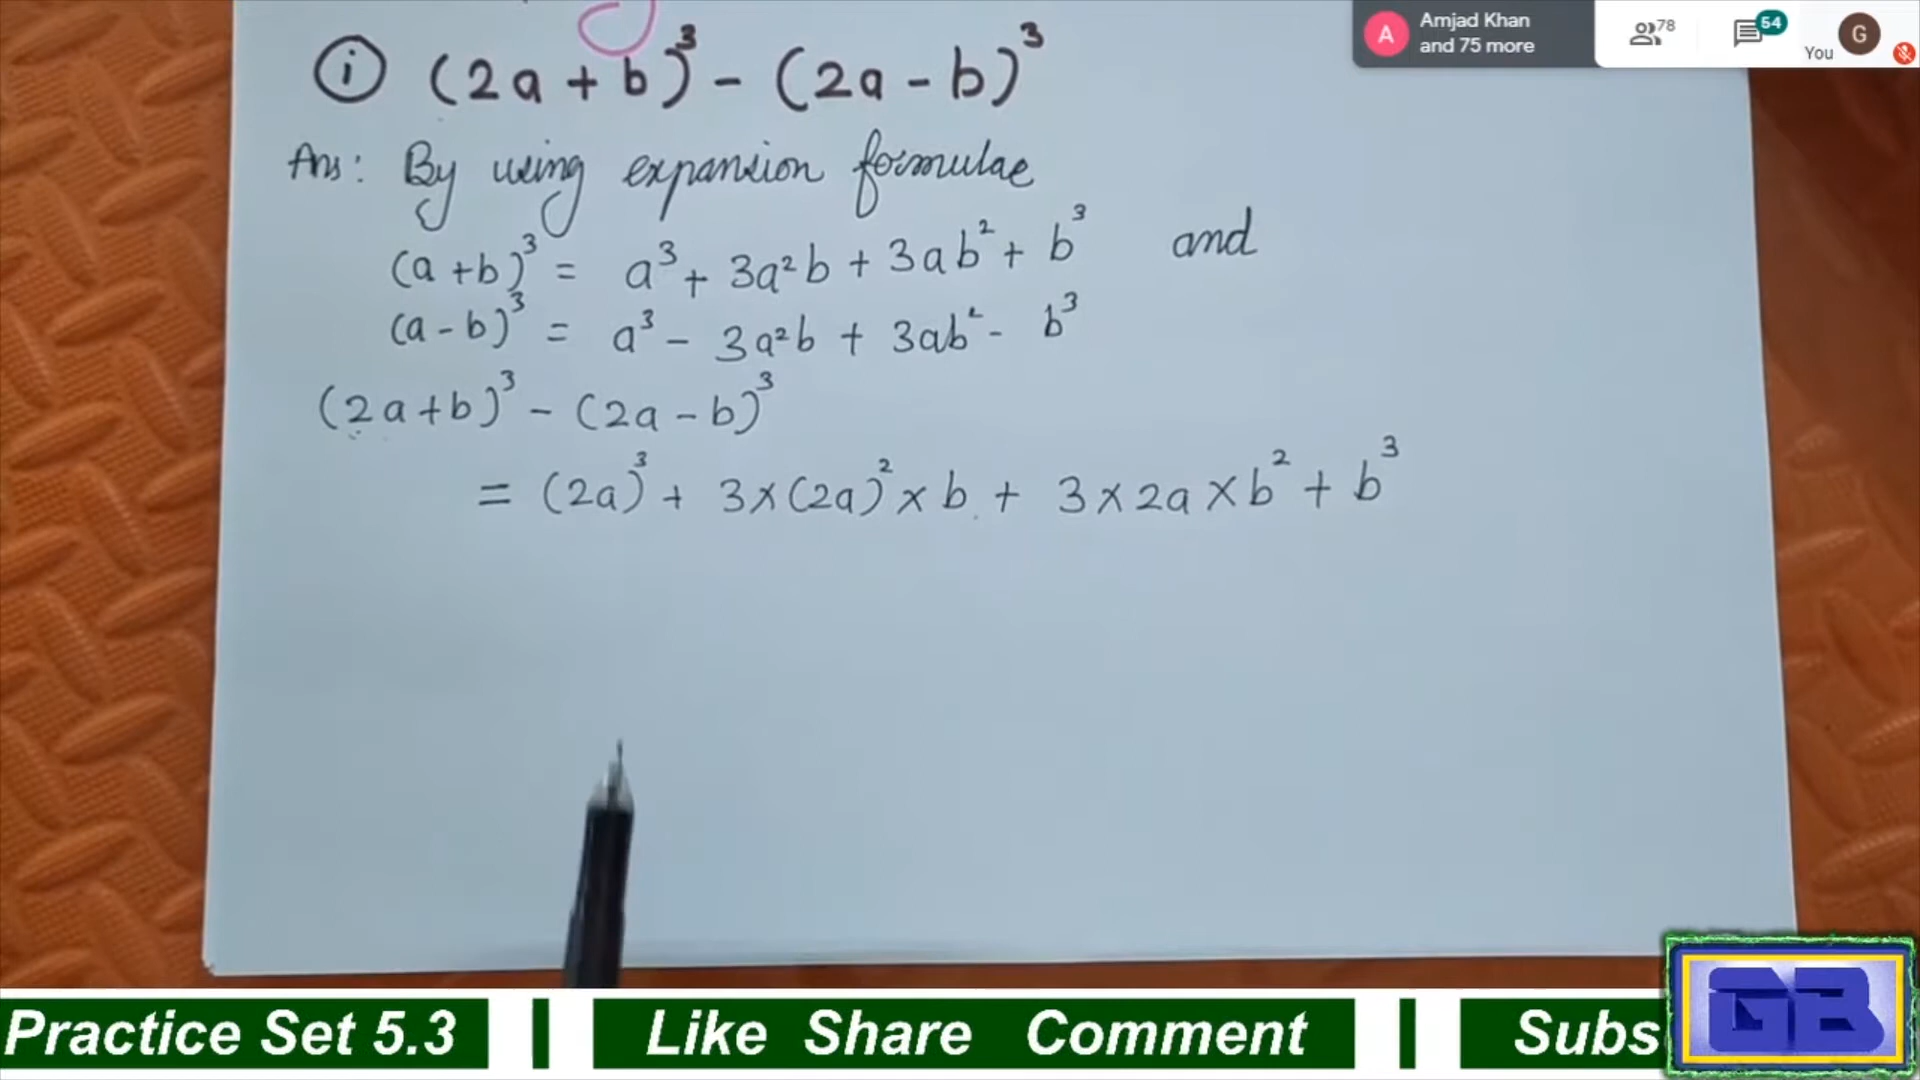 ⓘ (2a + b)³ - (2a - b)³
Ans: By using expansion formulae
(a + b)³ = a³ + 3a²b + 3ab² + b³ and
(a - b)³ = a³ - 3a²b + 3ab² - b³
(2a+b)³ - (2a - b)³
= (2a)³ + 3×(2a)²×b + 3×2a×b² + b³
A
Amjad Khan
and 75 more
78
54
You
G
Practice Set 5.3 | Like Share Comment | Subs
GB